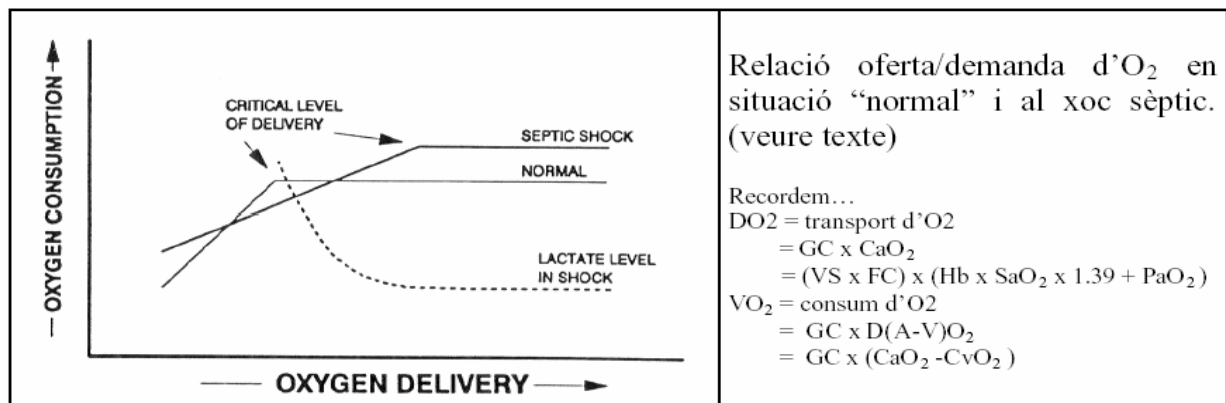 — OXYGEN CONSUMPTION —
CRITICAL LEVEL
OF DELIVERY
SEPTIC SHOCK
NORMAL
LACTATE LEVEL
IN SHOCK
— OXYGEN DELIVERY —
Relació oferta/demanda d’O₂ en
situació “normal” i al xoc sèptic.
(veure texte)
Recordem…
DO2 = transport d’O2
= GC x CaO₂
= (VS x FC) x (Hb x SaO₂ x 1.39 + PaO₂ )
VO₂ = consum d’O2
= GC x D(A-V)O₂
= GC x (CaO₂ -CvO₂ )